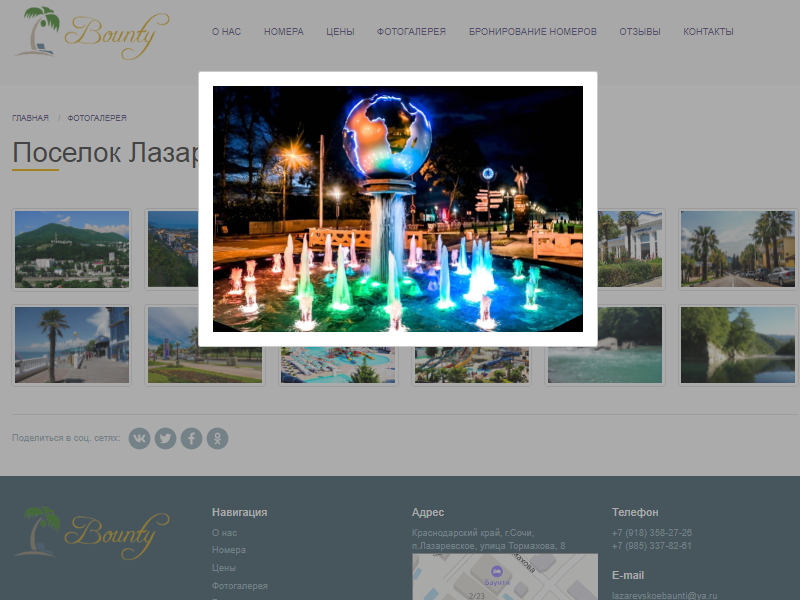 Bounty
О НАС НОМЕРА ЦЕНЫ ФОТОГАЛЕРЕЯ БРОНИРОВАНИЕ НОМЕРОВ ОТЗЫВЫ КОНТАКТЫ
ГЛАВНАЯ / ФОТОГАЛЕРЕЯ
Поселок Лазар
Поделиться в соц. сетях:
Bounty
Навигация
О нас
Номера
Цены
Фотогалерея
Адрес
Краснодарский край, г.Сочи,
п.Лазаревское, улица Тормахова, 8
Баунти
2/23
Телефон
+7 (918) 358-27-26
+7 (985) 337-82-61
E-mail
lazarevskoebaunti@ya.ru